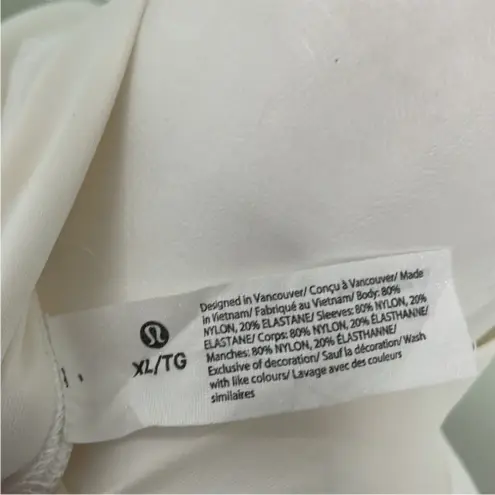 XL/TG
Designed in Vancouver/ Conçu à Vancouver/ Made
in Vietnam/ Fabriqué au Vietnam/ Body: 80%
NYLON, 20% ELASTANE/ Sleeves: 80% NYLON, 20%
ELASTANE/ Corps: 80% NYLON, 20% ÉLASTHANNE/
Manches: 80% NYLON, 20% ÉLASTHANNE/
Exclusive of decoration/ Sauf la décoration/ Wash
with like colours/ Lavage avec des couleurs
similaires